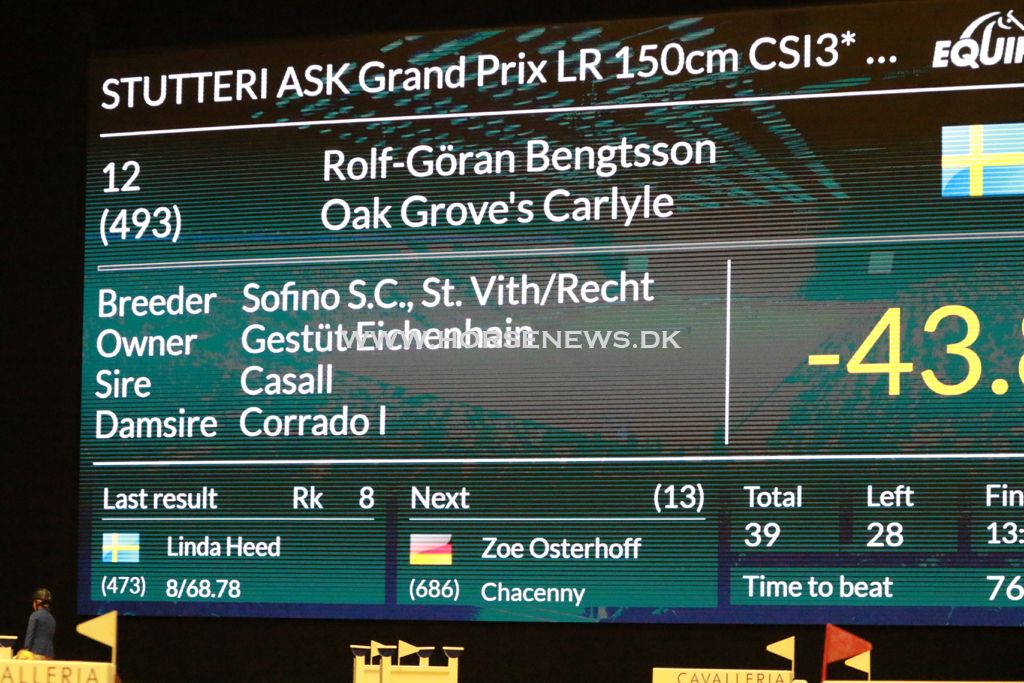 STUTTERI ASK Grand Prix LR 150cm CSI3* ...
12 Rolf-Göran Bengtsson
(493) Oak Grove's Carlyle
Breeder Sofino S.C., St. Vith/Recht
Owner Gestüt Eichenhain
WWW.HORSENEWS.DK
Sire Casall
Damsire Corrado I
-43.
Last result Rk 8
Linda Heed
(473) 8/68.78
Next (13)
Zoe Osterhoff
(686) Chacenny
Total Left
39 28 13:
Time to beat 76
CAVALLERIA